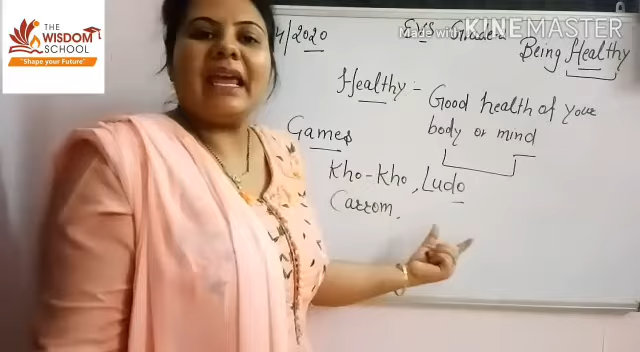 THE
WISDOM
SCHOOL
"Shape your Future"
Made with KINEMASTER
4/2020
EVS
Being Healthy
Healthy - Good health of your
body or mind
Games
Kho-Kho, Ludo
Carrom,